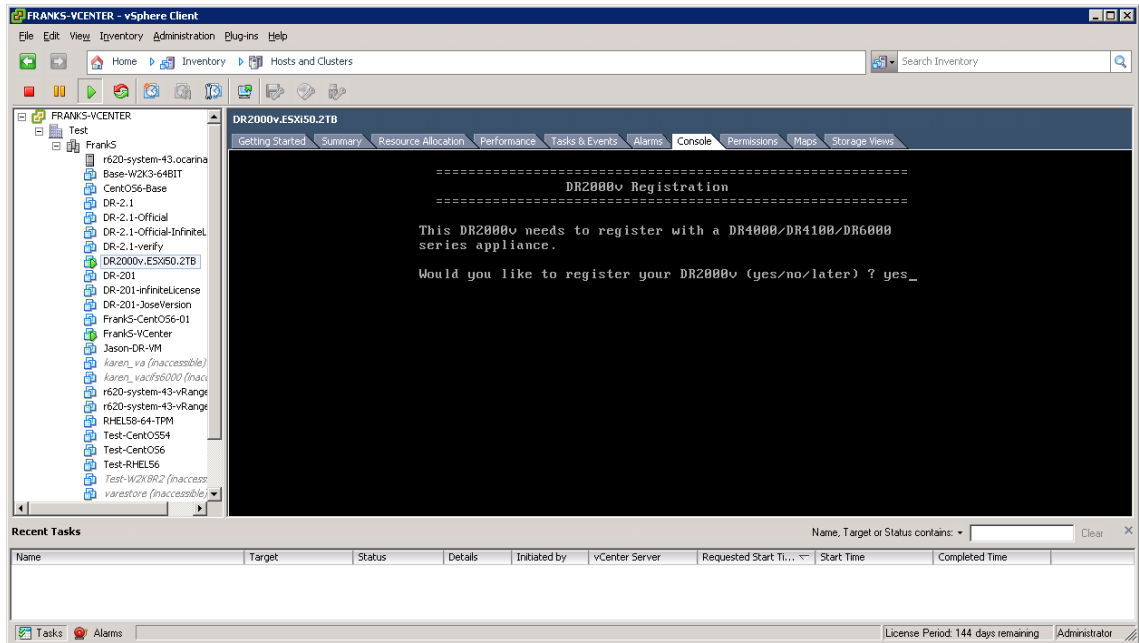 FRANKS-VCENTER - vSphere Client
File Edit View Inventory Administration Plug-ins Help
Home Inventory Hosts and Clusters
Search Inventory
FRANKS-VCENTER
Test
FrankS
r620-system-43.ocarina
Base-W2K3-64BIT
CentOS6-Base
DR-2.1
DR-2.1-Official
DR-2.1-Official-InfiniteL
DR-2.1-verify
DR2000v.ESXi50.2TB
DR-201
DR-201-infiniteLicense
DR-201-JoseVersion
FrankS-CentOS6-01
FrankS-VCenter
Jason-DR-VM
karen_va (inaccessible)
karen_vacifs6000 (inacc
r620-system-43-vRange
r620-system-43-vRange
RHEL58-64-TPM
Test-CentOS54
Test-CentOS6
Test-RHEL56
Test-W2K8R2 (inaccess
varestore (inaccessible)
DR2000v.ESXi50.2TB
Getting Started Summary Resource Allocation Performance Tasks & Events Alarms Console Permissions Maps Storage Views
DR2000v Registration
This DR2000v needs to register with a DR4000/DR4100/DR6000
series appliance.
Would you like to register your DR2000v (yes/no/later) ? yes_
Recent Tasks
Name, Target or Status contains:
Clear
Name Target Status Details Initiated by vCenter Server Requested Start Ti... Start Time Completed Time
Tasks Alarms
License Period: 144 days remaining Administrator